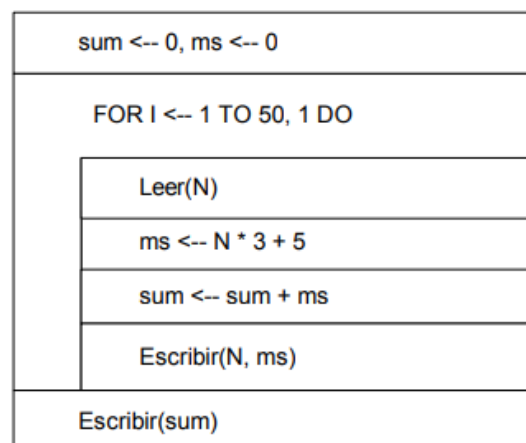 sum <-- 0, ms <-- 0
FOR I <-- 1 TO 50, 1 DO
Leer(N)
ms <-- N * 3 + 5
sum <-- sum + ms
Escribir(N, ms)
Escribir(sum)